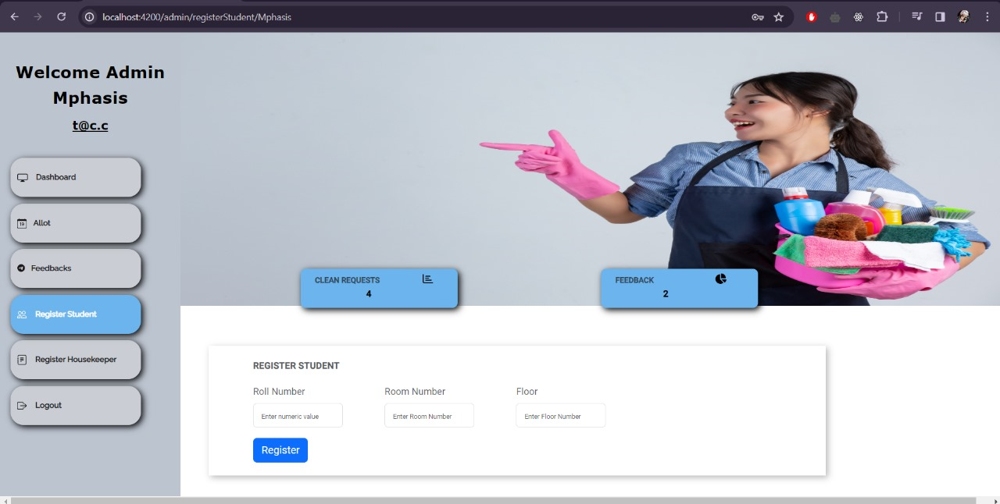 localhost:4200/admin/registerStudent/Mphasis
Welcome Admin
Mphasis
t@c.c
Dashboard
19 Allot
Feedbacks
Register Student
Register Housekeeper
Logout
CLEAN REQUESTS
4
FEEDBACK
2
REGISTER STUDENT
Roll Number Room Number Floor
Enter numeric value Enter Room Number Enter Floor Number
Register